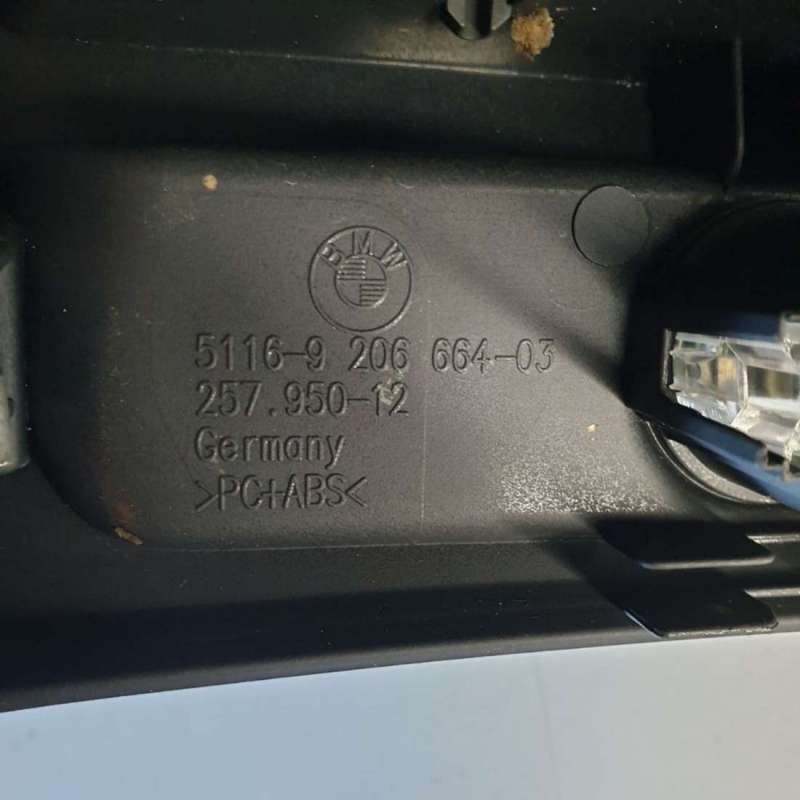 BMW
5116-9 206 664-03
257.950-12
Germany
>PC+ABS<